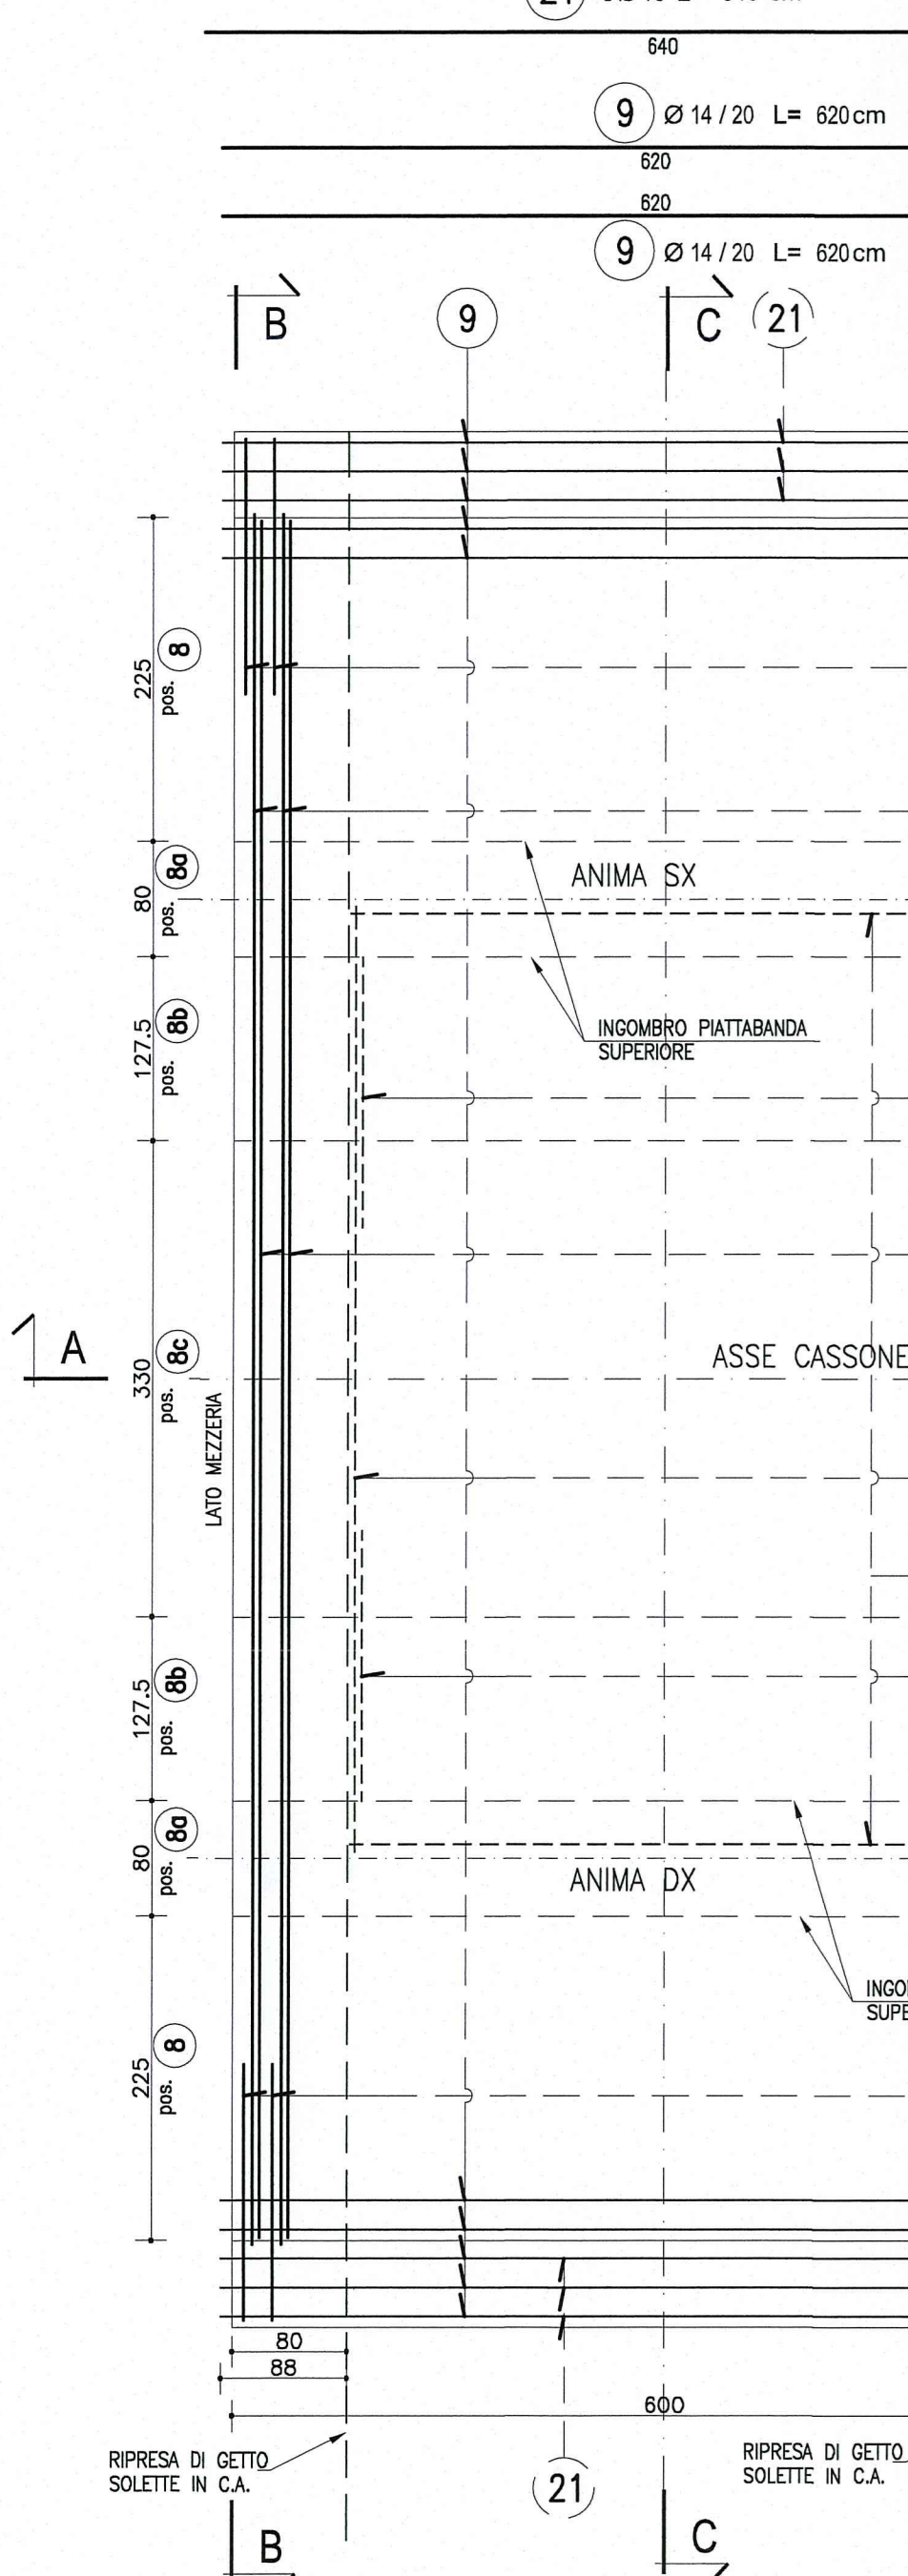 21
640
9 Ø 14 / 20 L= 620 cm
620
620
9 Ø 14 / 20 L= 620 cm
B
9
C
21
225
pos. 8
ANIMA SX
80
pos. 8a
127.5
pos. 8b
INGOMBRO PIATTABANDA
SUPERIORE
A
330
pos. 8c
ASSE CASSONE
LATO MEZZERIA
127.5
pos. 8b
80
pos. 8a
ANIMA DX
225
pos. 8
80
88
600
RIPRESA DI GETTO
SOLETTE IN C.A.
RIPRESA DI GETTO
SOLETTE IN C.A.
21
B
C